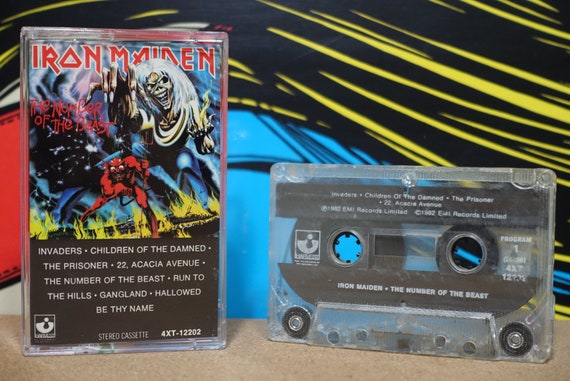 IRON MAIDEN
THE NUMBER
OF THE BEAST
INVADERS • CHILDREN OF THE DAMNED •
THE PRISONER • 22, ACACIA AVENUE •
THE NUMBER OF THE BEAST • RUN TO
THE HILLS • GANGLAND • HALLOWED
BE THY NAME
STEREO CASSETTE 4XT-12202
Invaders • Children Of The Damned • The Prisoner
• 22, Acacia Avenue
℗1982 EMI Records Limited ©1982 EMI Records Limited
PROGRAM
1
4XT
12202
IRON MAIDEN • THE NUMBER OF THE BEAST